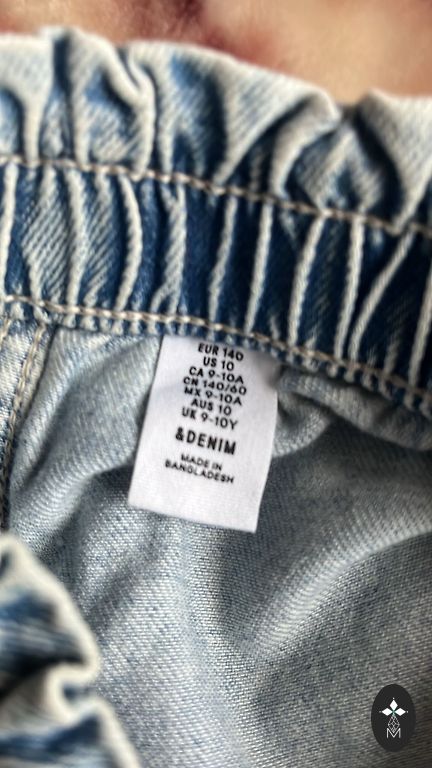 EUR 140
US 10
CA 9-10A
CN 140/60
MX 9-10A
AUS 10
UK 9-10Y
&DENIM
MADE IN
BANGLADESH
M